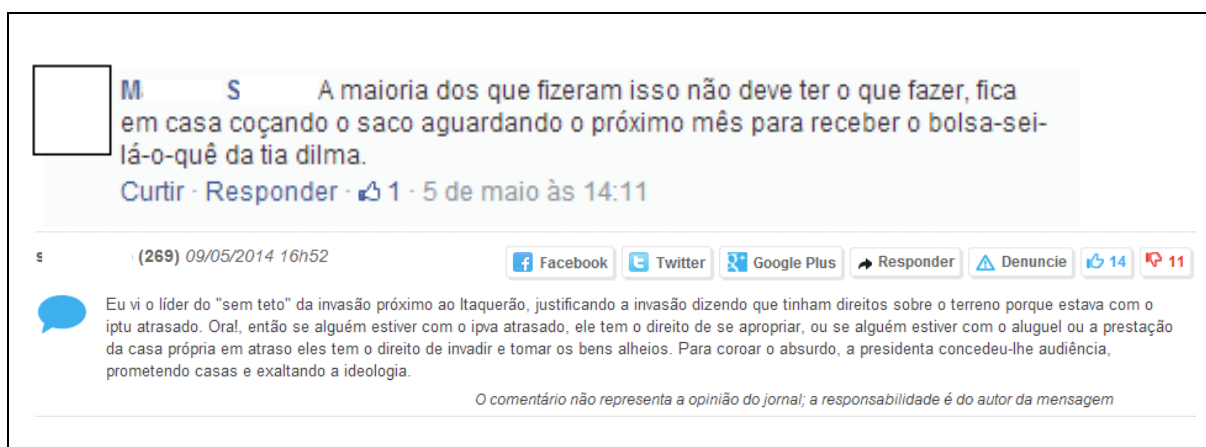 M S A maioria dos que fizeram isso não deve ter o que fazer, fica
em casa coçando o saco aguardando o próximo mês para receber o bolsa-sei-
lá-o-quê da tia dilma.
Curtir · Responder · 1 · 5 de maio às 14:11
s (269) 09/05/2014 16h52 Facebook Twitter Google Plus Responder Denuncie 14 11
Eu vi o líder do "sem teto" da invasão próximo ao Itaquerão, justificando a invasão dizendo que tinham direitos sobre o terreno porque estava com o
iptu atrasado. Ora!, então se alguém estiver com o ipva atrasado, ele tem o direito de se apropriar, ou se alguém estiver com o aluguel ou a prestação
da casa própria em atraso eles tem o direito de invadir e tomar os bens alheios. Para coroar o absurdo, a presidenta concedeu-lhe audiência,
prometendo casas e exaltando a ideologia.
O comentário não representa a opinião do jornal; a responsabilidade é do autor da mensagem